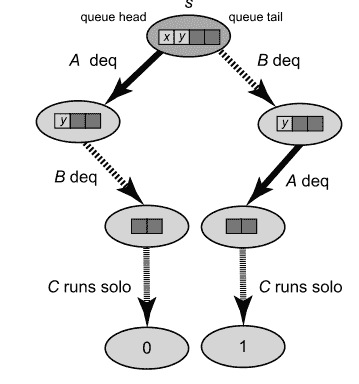 s
queue head
queue tail
x y
A deq
B deq
y
y
B deq
A deq
C runs solo
C runs solo
0
1